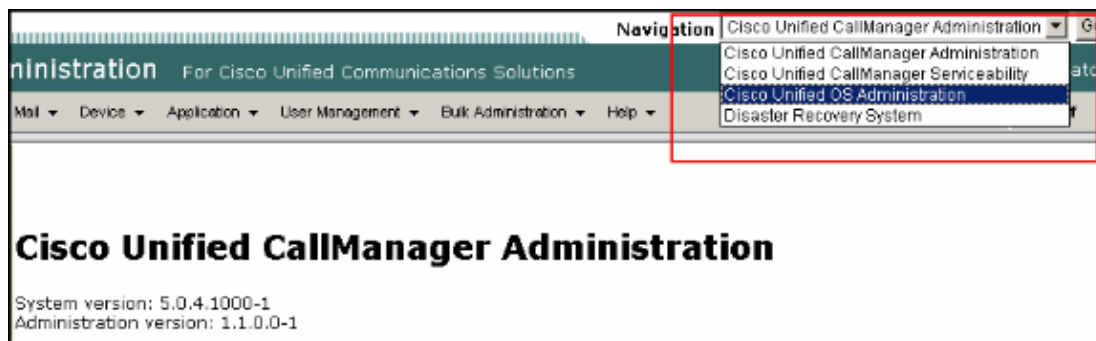 Navigation Cisco Unified CallManager Administration
Cisco Unified CallManager Administration
Cisco Unified CallManager Serviceability
Cisco Unified OS Administration
Disaster Recovery System
For Cisco Unified Communications Solutions
Mail Device Application User Management Bulk Administration Help
Cisco Unified CallManager Administration
System version: 5.0.4.1000-1
Administration version: 1.1.0.0-1